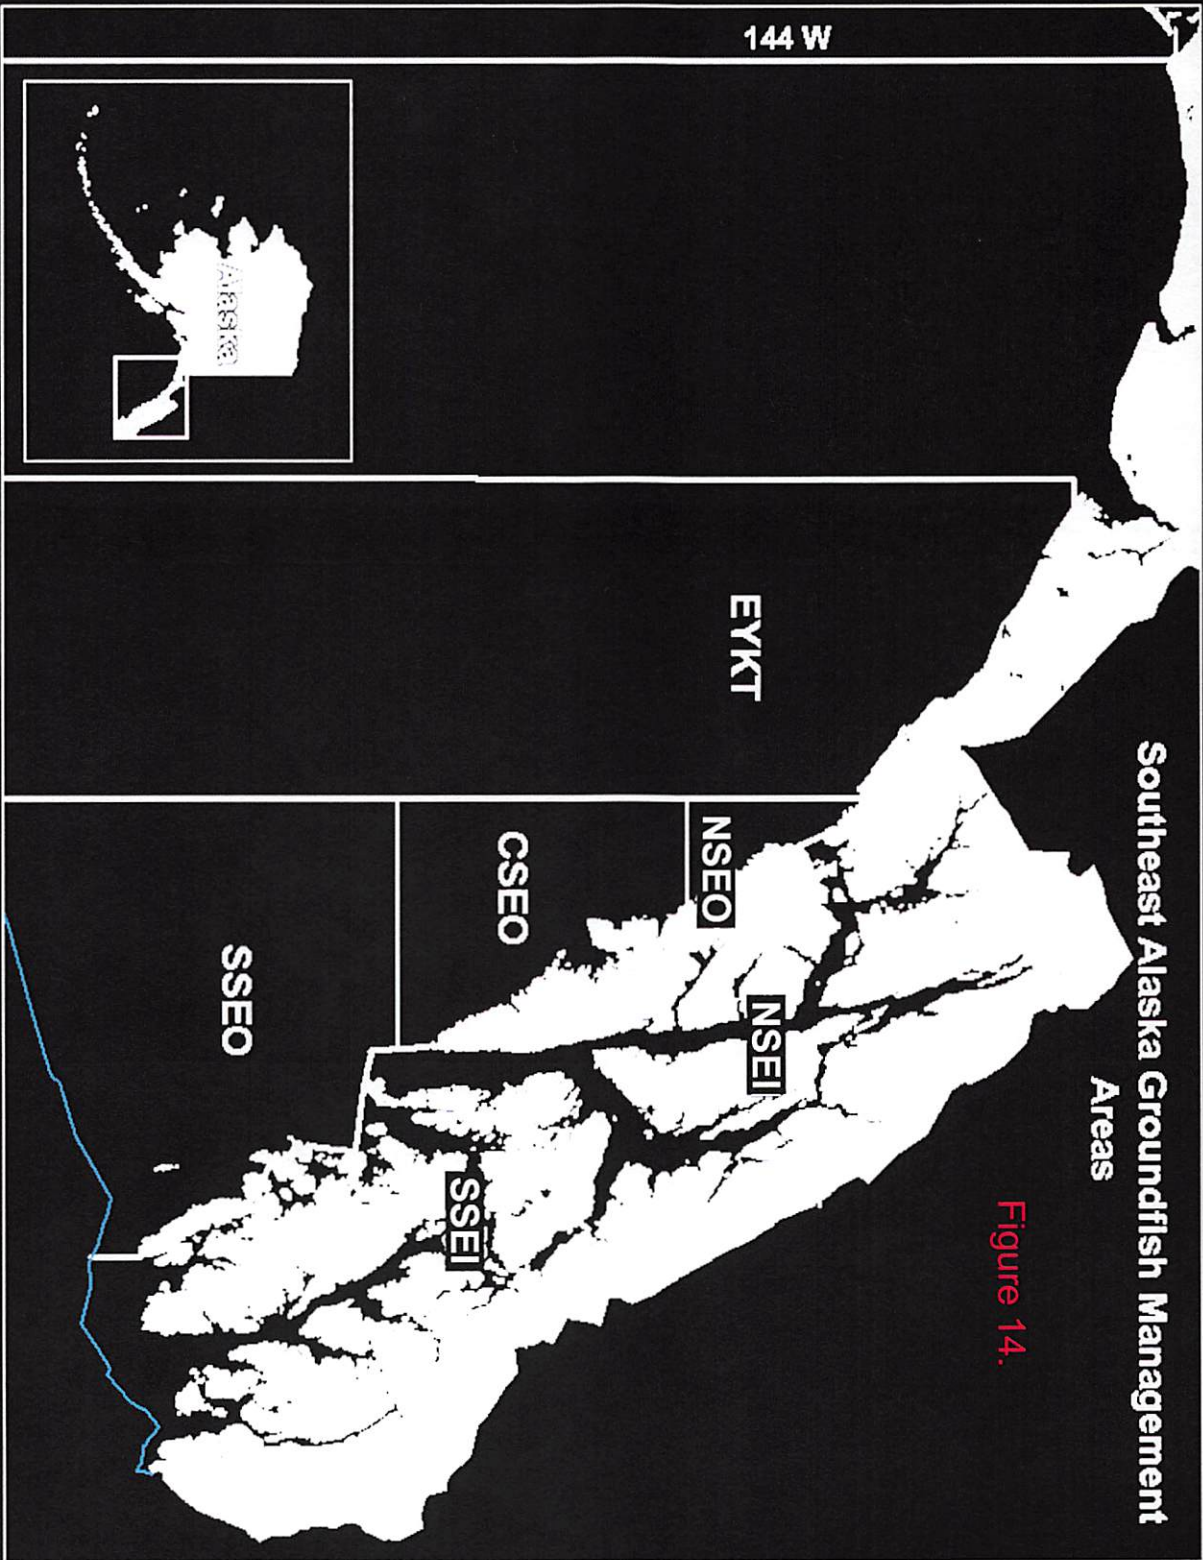 Southeast Alaska Groundfish Management
Areas
Figure 14.
144 W
EYKT
NSEO
NSEI
CSEO
SSEO
SSEI
Alaska